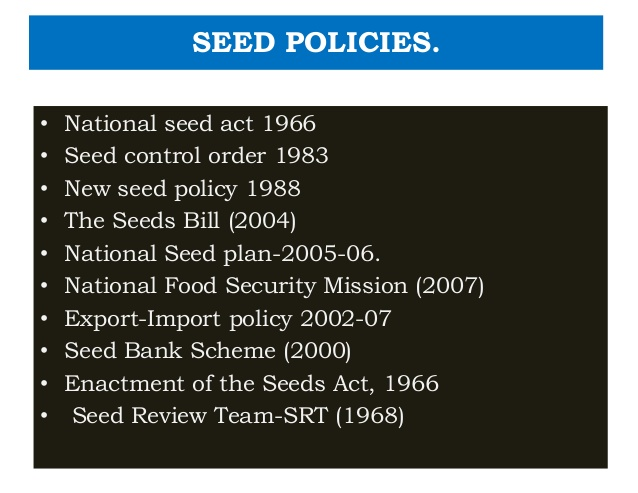 SEED POLICIES.
• National seed act 1966
• Seed control order 1983
• New seed policy 1988
• The Seeds Bill (2004)
• National Seed plan-2005-06.
• National Food Security Mission (2007)
• Export-Import policy 2002-07
• Seed Bank Scheme (2000)
• Enactment of the Seeds Act, 1966
• Seed Review Team-SRT (1968)